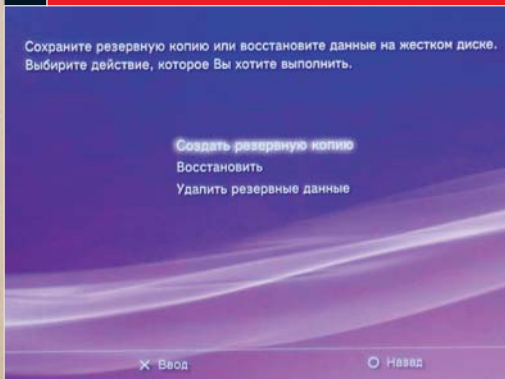 Сохраните резервную копию или восстановите данные на жестком диске.
Выбирите действие, которое Вы хотите выполнить.
Создать резервную копию
Восстановить
Удалить резервные данные
✕ Ввод
○ Назад